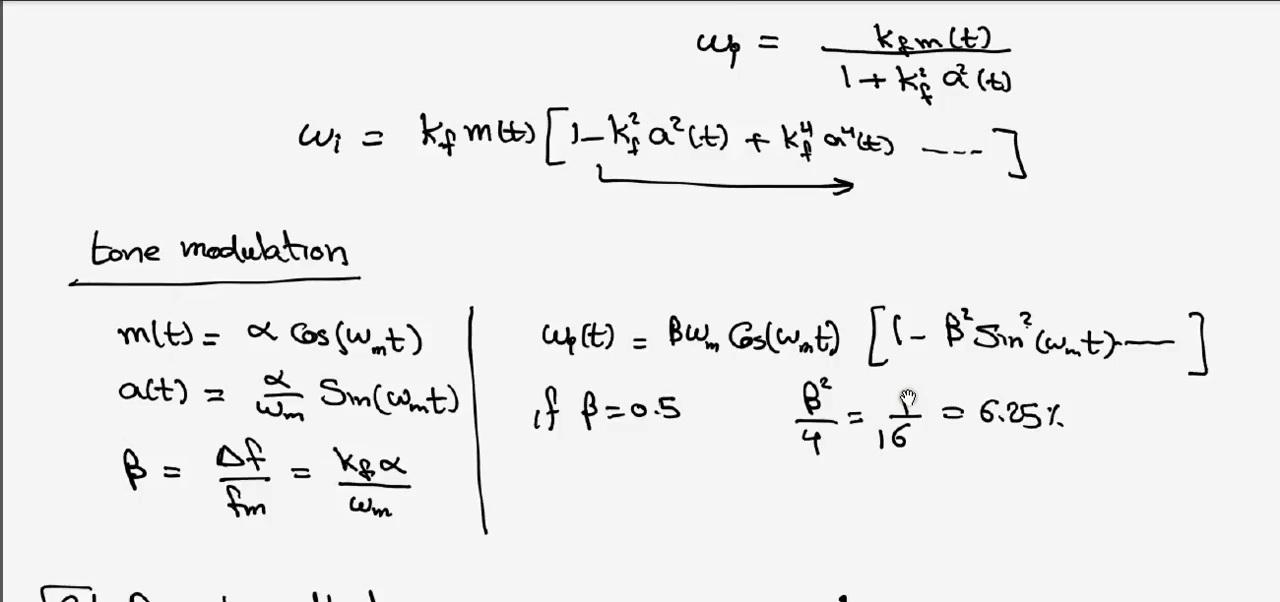 ωi = kf m(t) / 1 + kf² a²(t)
ωi = kf m(t) [ 1 - kf² a²(t) + kf⁴ a⁴(t) ---- ]
tone modulation
m(t) = α Cos(ωm t)
a(t) = α/ωm Sin(ωm t)
β = Δf/fm = kf α/ωm
ωi(t) = βωm Cos(ωm t) [ 1 - β² Sin² (ωm t) ---- ]
if β = 0.5 β²/4 = 1/16 = 6.25%